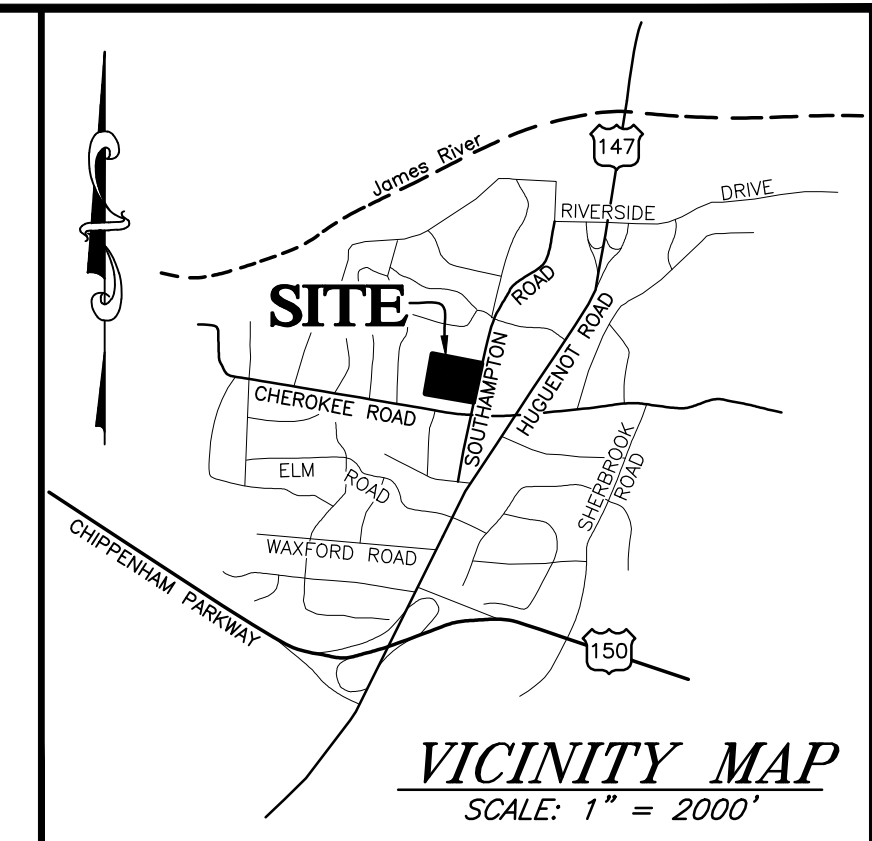 James River
147
RIVERSIDE DRIVE
ROAD
SITE
SOUTHAMPTON
HUGUENOT ROAD
CHEROKEE ROAD
ELM ROAD
SHERBROOK
ROAD
WAXFORD ROAD
CHIPPENHAM PARKWAY
150
VICINITY MAP
SCALE: 1" = 2000'